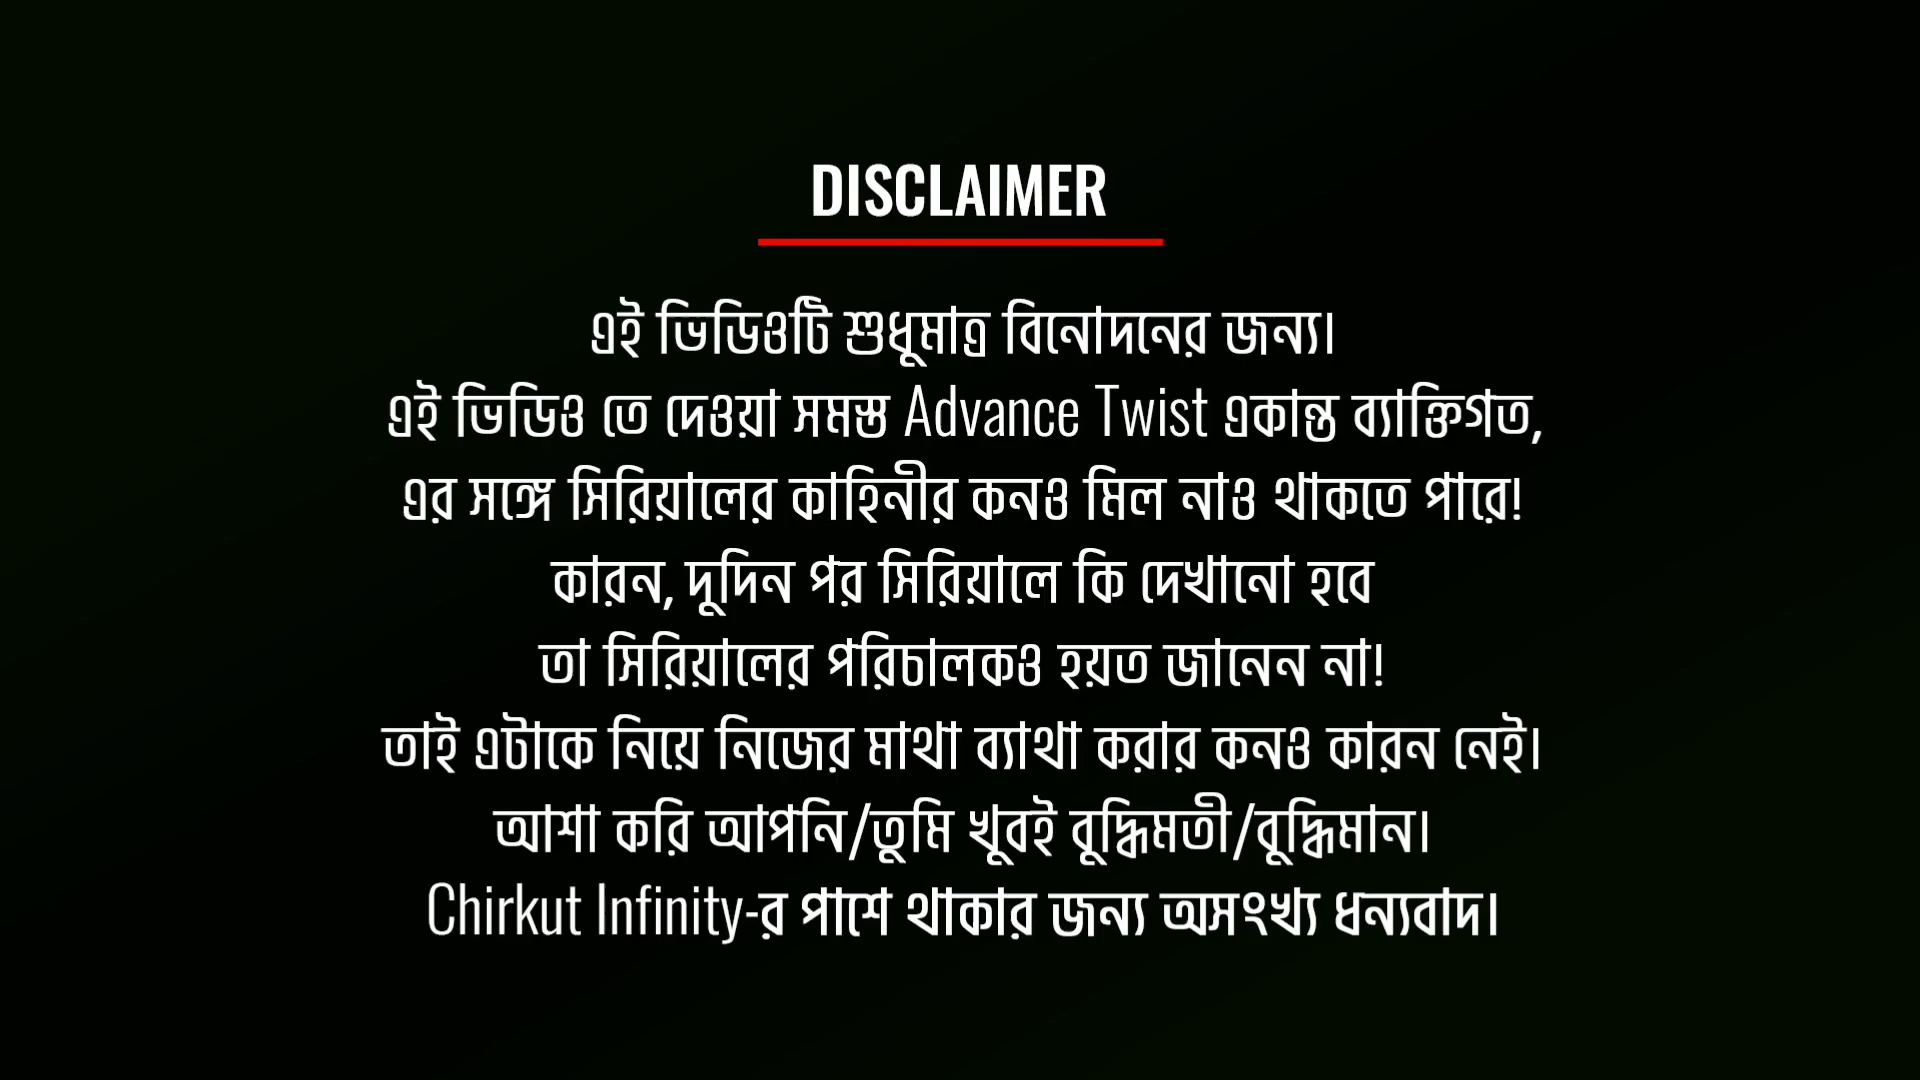 DISCLAIMER
এই ভিডিওটি শুধুমাত্র বিনোদনের জন্য।
এই ভিডিও তে দেওয়া সমস্ত Advance Twist একান্ত ব্যাক্তিগত,
এর সঙ্গে সিরিয়ালের কাহিনীর কনও মিল নাও থাকতে পারে!
কারন, দুদিন পর সিরিয়ালে কি দেখানো হবে
তা সিরিয়ালের পরিচালকও হয়ত জানেন না!
তাই এটাকে নিয়ে নিজের মাথা ব্যাথা করার কনও কারন নেই।
আশা করি আপনি/তুমি খুবই বুদ্ধিমতী/বুদ্ধিমান।
Chirkut Infinity-র পাশে থাকার জন্য অসংখ্য ধন্যবাদ।